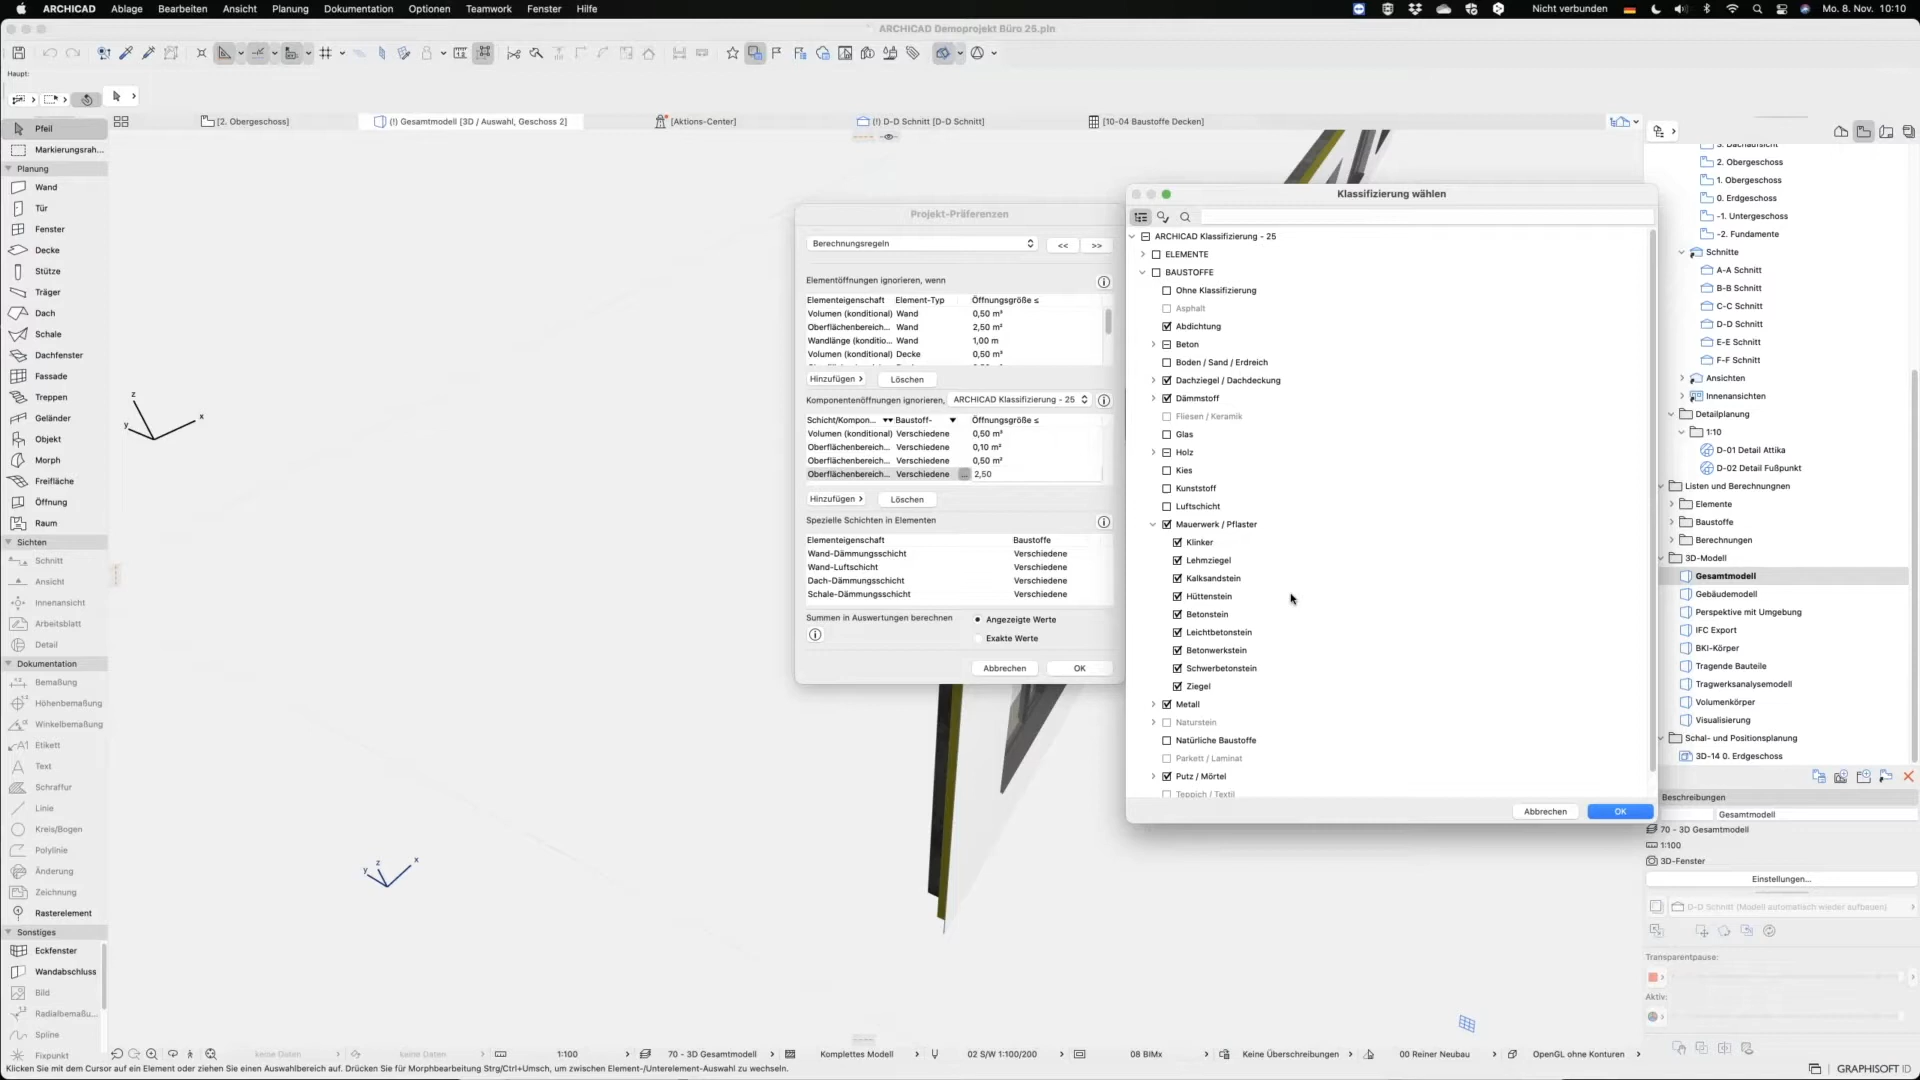 ARCHICAD Ablage Bearbeiten Ansicht Planung Dokumentation Optionen Teamwork Fenster Hilfe Nicht verbunden Mo. 8. Nov. 10:10
ARCHICAD Demoprojekt Büro 25.pln
Haupt:
[2. Obergeschoss] (!) Gesamtmodell [3D / Auswahl, Geschoss 2] [Aktions-Center] (!) D-D Schnitt [D-D Schnitt] [10-04 Baustoffe Decken]
Pfeil
Markierungsrah...
Planung
Wand
Tür
Fenster
Decke
Stütze
Träger
Dach
Schale
Dachfenster
Fassade
Treppen
Geländer
Objekt
Morph
Freifläche
Öffnung
Raum
Sichten
Schnitt
Ansicht
Innenansicht
Arbeitsblatt
Detail
Dokumentation
Bemaßung
Höhenbemaßung
Winkelbemaßung
Etikett
Text
Schraffur
Linie
Kreis/Bogen
Polylinie
Änderung
Zeichnung
Rasterelement
Sonstiges
Eckfenster
Wandabschluss
Bild
Radialbemaßu...
Spline
Fixpunkt
z
x
y
z
x
y
Projekt-Präferenzen
Berechnungsregeln << >>
Elementöffnungen ignorieren, wenn
Elementeigenschaft Element-Typ Öffnungsgröße ≤
Volumen (konditional) Wand 0,50 m³
Oberflächenbereich... Wand 2,50 m²
Wandlänge (konditio... Wand 1,00 m
Volumen (konditional) Decke 0,50 m³
Hinzufügen > Löschen
Komponentenöffnungen ignorieren, ARCHICAD Klassifizierung - 25
Schicht/Kompon... Baustoff- Öffnungsgröße ≤
Volumen (konditional) Verschiedene 0,50 m³
Oberflächenbereich... Verschiedene 0,10 m²
Oberflächenbereich... Verschiedene 0,50 m²
Oberflächenbereich... Verschiedene ... 2,50
Hinzufügen > Löschen
Spezielle Schichten in Elementen
Elementeigenschaft Baustoffe
Wand-Dämmungsschicht Verschiedene
Wand-Luftschicht Verschiedene
Dach-Dämmungsschicht Verschiedene
Schale-Dämmungsschicht Verschiedene
Summen in Auswertungen berechnen Angezeigte Werte
Exakte Werte
Abbrechen OK
Klassifizierung wählen
ARCHICAD Klassifizierung - 25
ELEMENTE
BAUSTOFFE
Ohne Klassifizierung
Asphalt
Abdichtung
Beton
Boden / Sand / Erdreich
Dachziegel / Dachdeckung
Dämmstoff
Fliesen / Keramik
Glas
Holz
Kies
Kunststoff
Luftschicht
Mauerwerk / Pflaster
Klinker
Lehmziegel
Kalksandstein
Hüttenstein
Betonstein
Leichtbetonstein
Betonwerkstein
Schwerbetonstein
Ziegel
Metall
Naturstein
Natürliche Baustoffe
Parkett / Laminat
Putz / Mörtel
Teppich / Textil
Abbrechen OK
3. Dachaufsicht
2. Obergeschoss
1. Obergeschoss
0. Erdgeschoss
-1. Untergeschoss
-2. Fundamente
Schnitte
A-A Schnitt
B-B Schnitt
C-C Schnitt
D-D Schnitt
E-E Schnitt
F-F Schnitt
Ansichten
Innenansichten
Detailplanung
1:10
D-01 Detail Attika
D-02 Detail Fußpunkt
Listen und Berechnungnen
Elemente
Baustoffe
Berechnungen
3D-Modell
Gesamtmodell
Gebäudemodell
Perspektive mit Umgebung
IFC Export
BKI-Körper
Tragende Bauteile
Tragwerksanalysemodell
Volumenkörper
Visualisierung
Schal- und Positionsplanung
3D-14 0. Erdgeschoss
Beschreibungen
Gesamtmodell
70 - 3D Gesamtmodell
1:100
3D-Fenster
Einstellungen...
D-D Schnitt (Modell automatisch wieder aufbauen)
Transparentpause:
Aktiv:
keine Daten keine Daten 1:100 70 - 3D Gesamtmodell Komplettes Modell 02 S/W 1:100/200 08 BIMx Keine Überschreibungen 00 Reiner Neubau OpenGL ohne Konturen
Klicken Sie mit dem Cursor auf ein Element oder ziehen Sie einen Auswahlbereich auf. Drücken Sie für Morphbearbeitung Strg/Ctrl+Umsch, um zwischen Element-/Unterelement-Auswahl zu wechseln.
GRAPHISOFT ID